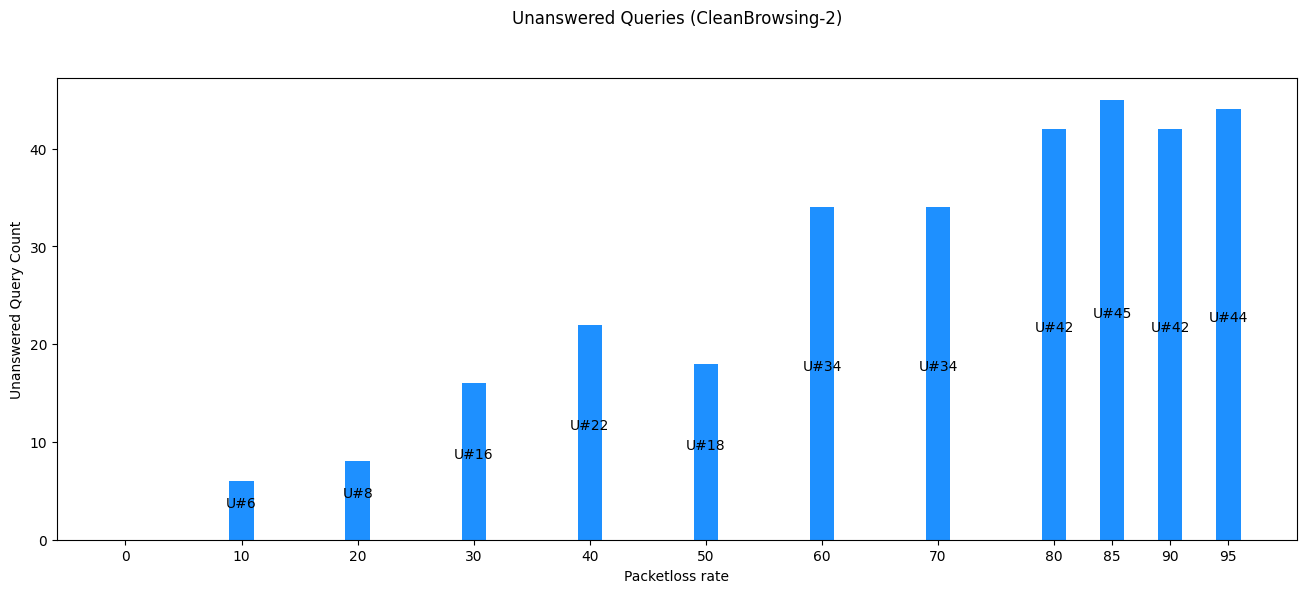 Unanswered Queries (CleanBrowsing-2)
Unanswered Query Count
40
30
20
10
0
U#6
U#8
U#16
U#22
U#18
U#34
U#34
U#42
U#45
U#42
U#44
0 10 20 30 40 50 60 70 80 85 90 95
Packetloss rate